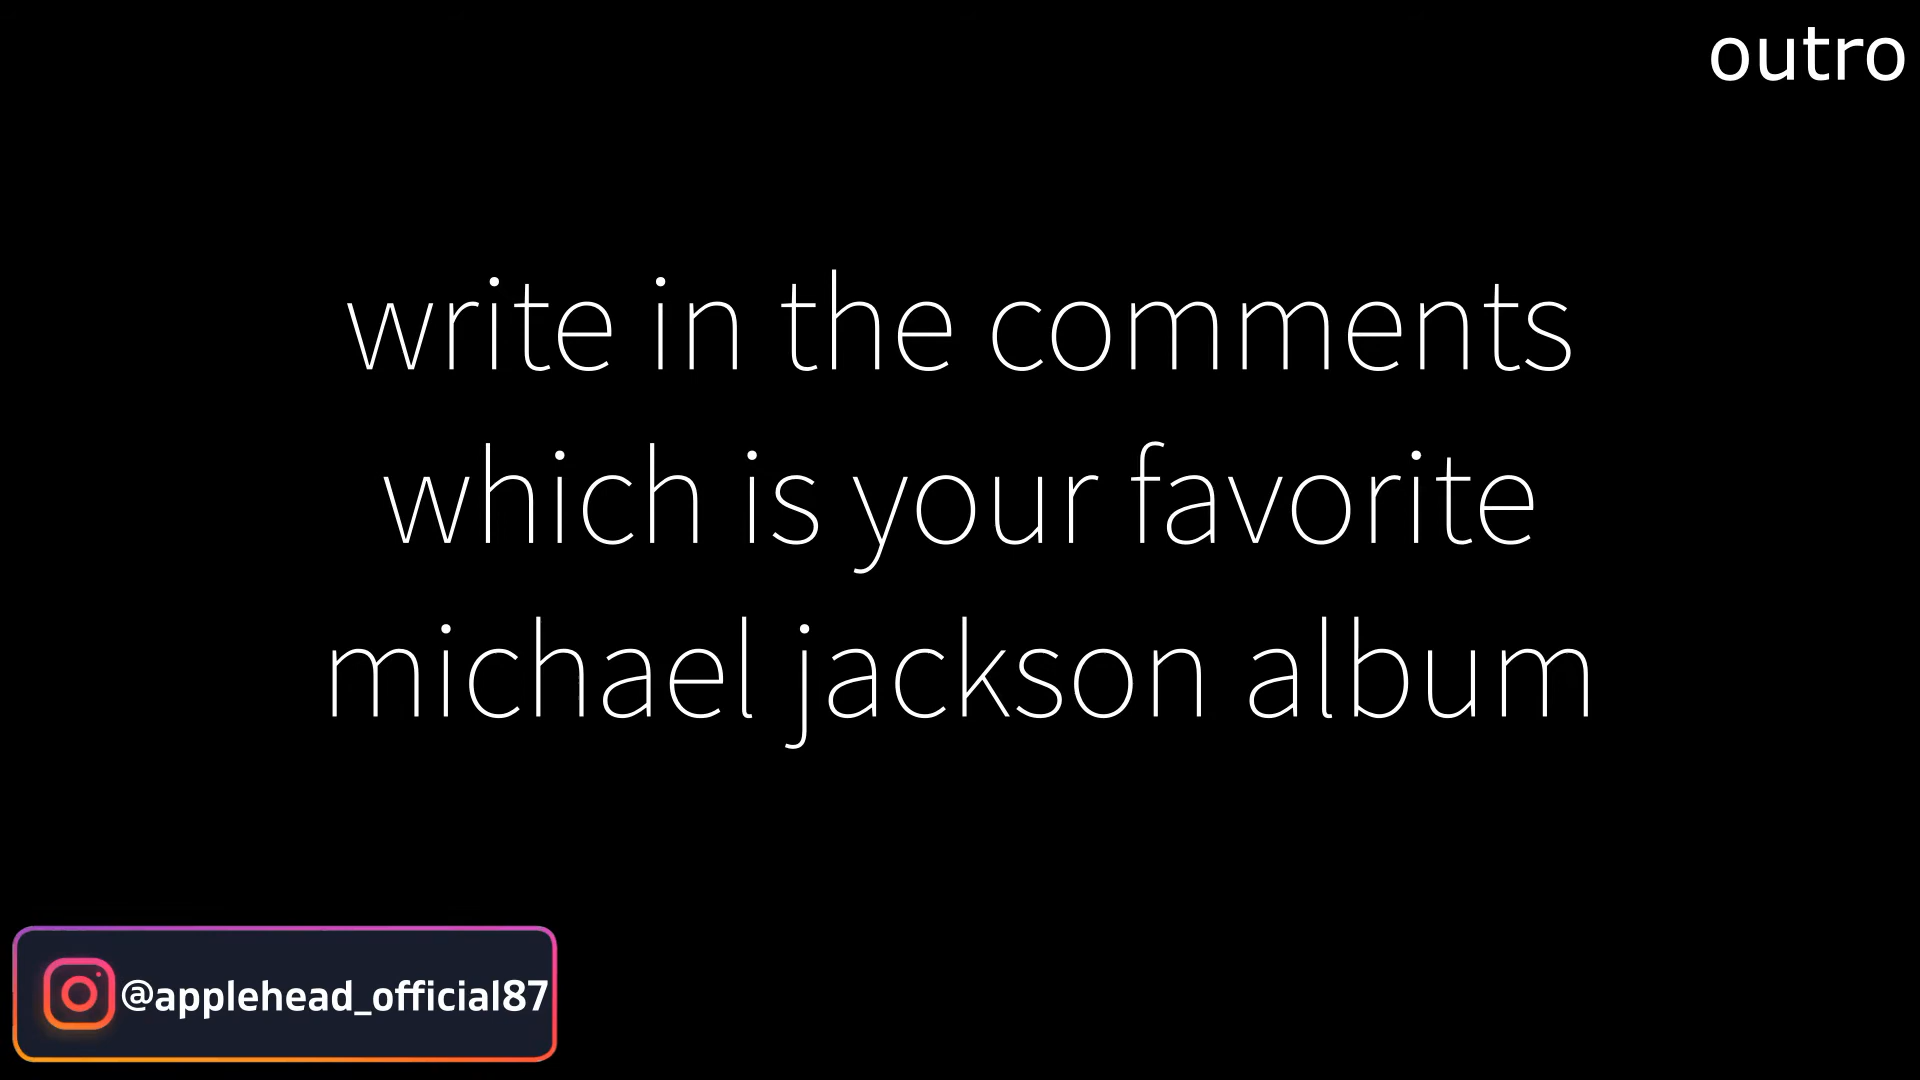 outro
write in the comments
which is your favorite
michael jackson album
@applehead_official87